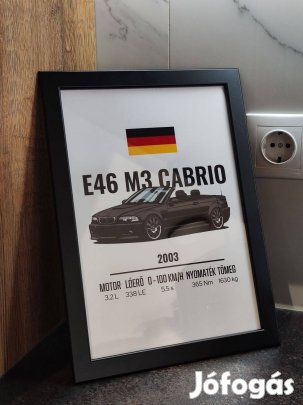 E46 M3 CABRIO
2003
MOTOR LÓERŐ 0-100 KM/H NYOMATÉK TÖMEG
3.2 L 338 LE 5.5 s 365 Nm 1630 kg
Jófogás